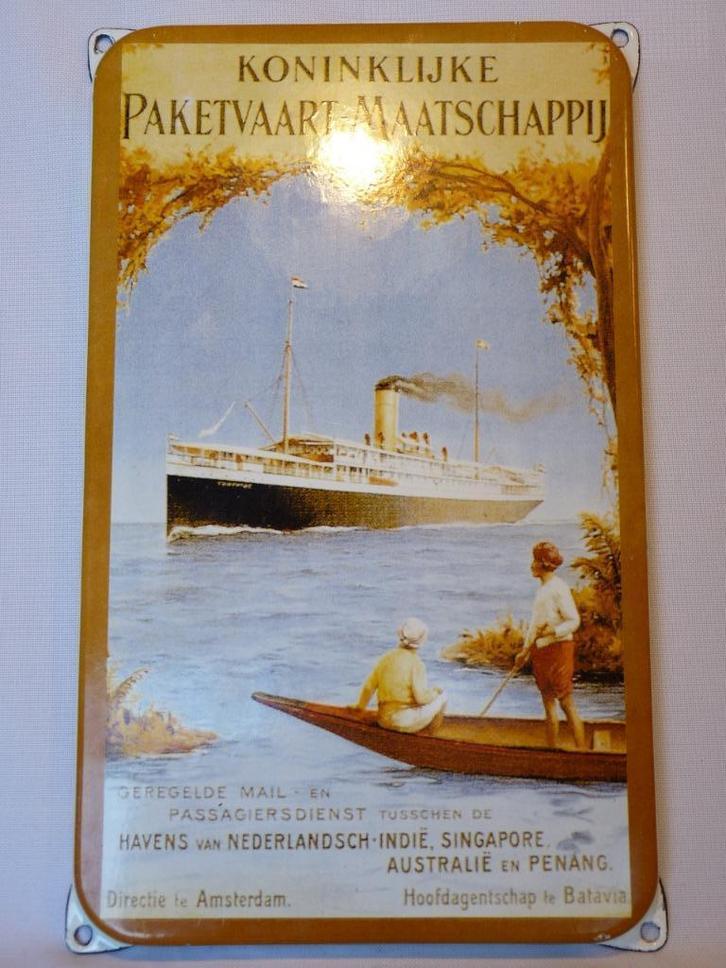 KONINKLIJKE
PAKETVAART-MAATSCHAPPIJ
GEREGELDE MAIL - EN
PASSAGIERSDIENST TUSSCHEN DE
HAVENS VAN NEDERLANDSCH-INDIË, SINGAPORE,
AUSTRALIË EN PENANG.
Directie te Amsterdam.
Hoofdagentschap te Batavia.